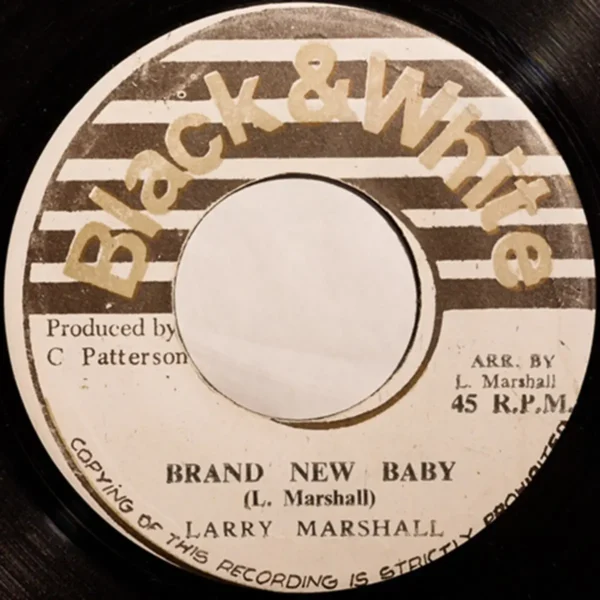 Black & White
Produced by
C Patterson
ARR. BY
L. Marshall
45 R.P.M.
BRAND NEW BABY
(L. Marshall)
LARRY MARSHALL
COPYING OF THIS RECORDING IS STRICTLY PROHIBITED